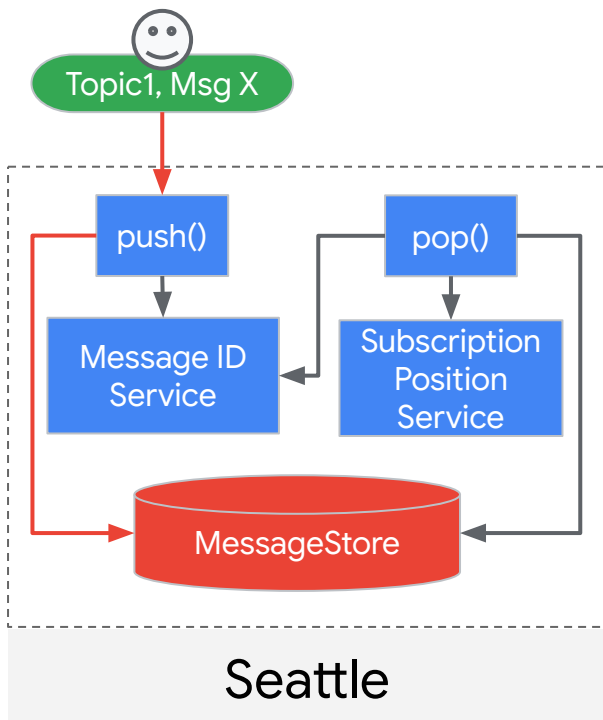 Topic1, Msg X
push()
pop()
Message ID
Service
Subscription
Position
Service
MessageStore
Seattle